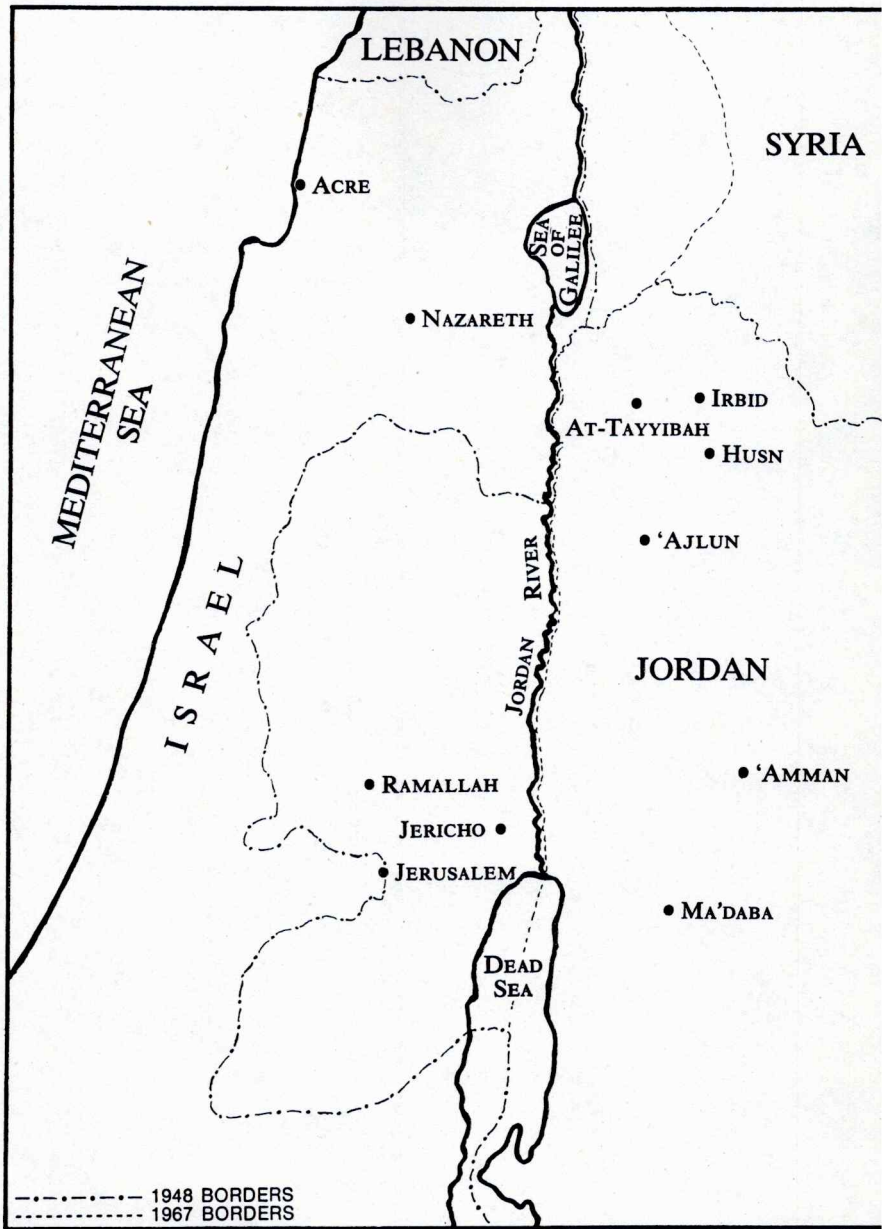 LEBANON
SYRIA
ACRE
SEA
OF
GALILEE
MEDITERRANEAN
SEA
NAZARETH
IRBID
AT-TAYYIBAH
HUSN
'AJLUN
JORDAN RIVER
ISRAEL
JORDAN
RAMALLAH
'AMMAN
JERICHO
JERUSALEM
MA'DABA
DEAD
SEA
1948 BORDERS
1967 BORDERS